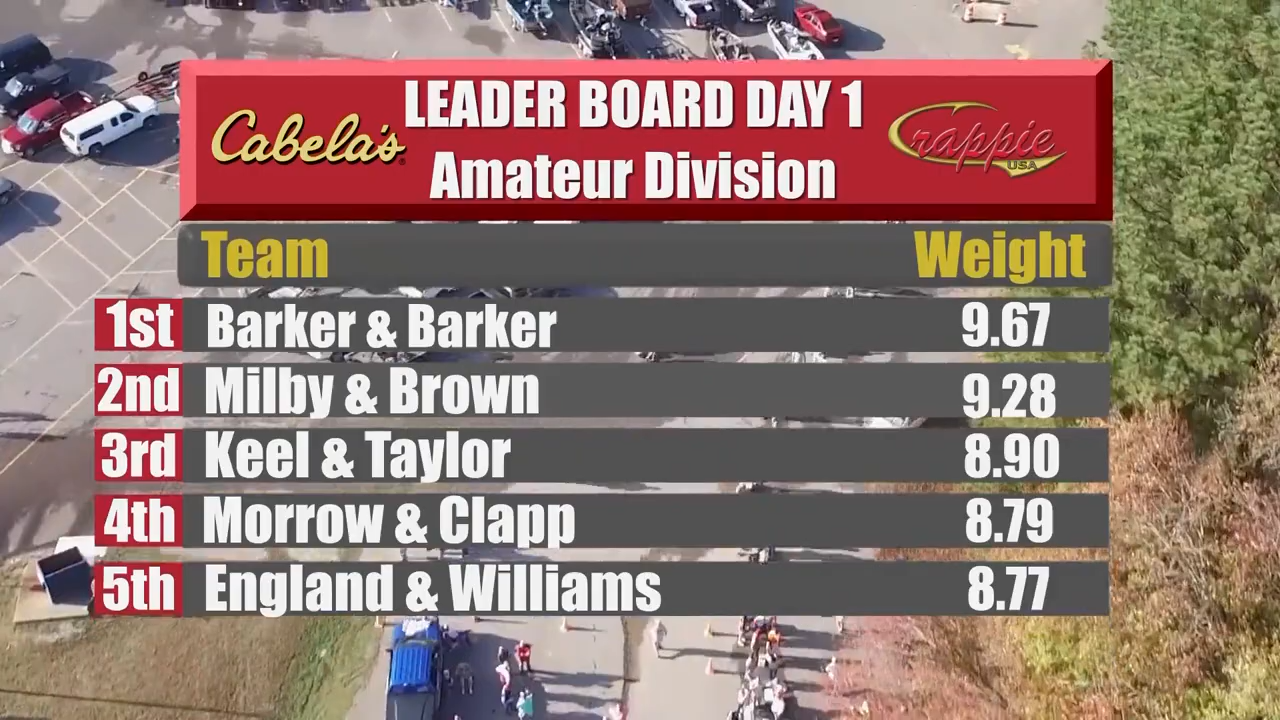 Cabela's
LEADER BOARD DAY 1
Amateur Division
Crappie
USA
Team Weight
1st Barker & Barker 9.67
2nd Milby & Brown 9.28
3rd Keel & Taylor 8.90
4th Morrow & Clapp 8.79
5th England & Williams 8.77